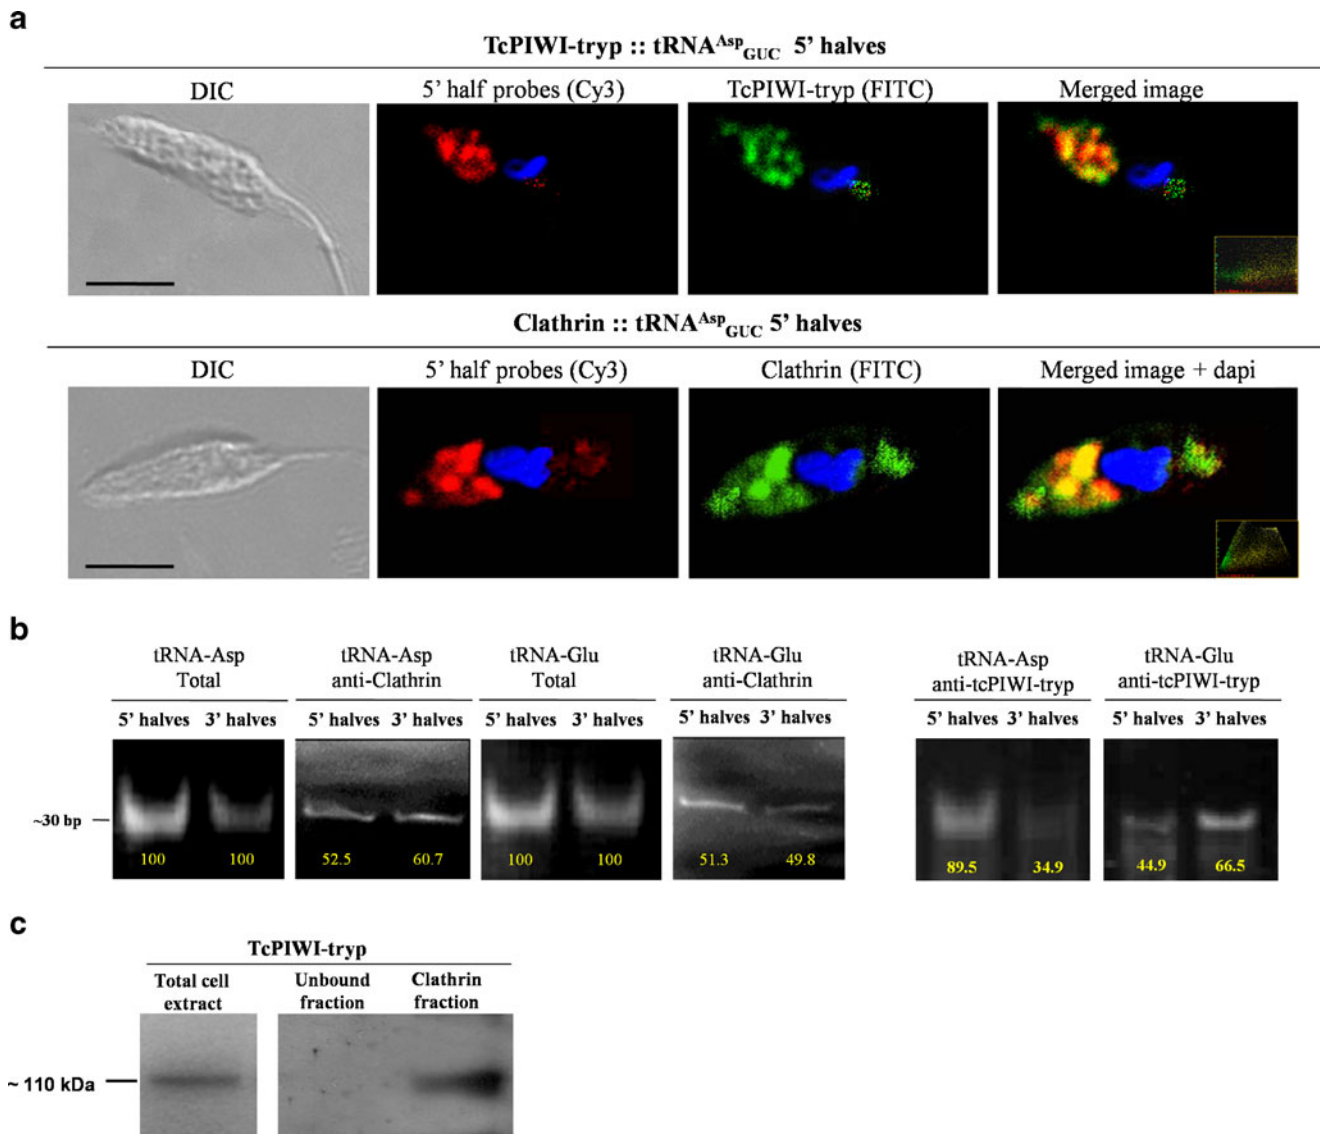 a
TcPIWI-tryp :: tRNA^Asp_GUC 5' halves
DIC
5' half probes (Cy3)
TcPIWI-tryp (FITC)
Merged image
Clathrin :: tRNA^Asp_GUC 5' halves
DIC
5' half probes (Cy3)
Clathrin (FITC)
Merged image + dapi
b
tRNA-Asp
Total
tRNA-Asp
anti-Clathrin
tRNA-Glu
Total
tRNA-Glu
anti-Clathrin
tRNA-Asp
anti-tcPIWI-tryp
tRNA-Glu
anti-tcPIWI-tryp
5' halves 3' halves
5' halves 3' halves
5' halves 3' halves
5' halves 3' halves
5' halves 3' halves
5' halves 3' halves
~30 bp
100 100
52.5 60.7
100 100
51.3 49.8
89.5 34.9
44.9 66.5
c
TcPIWI-tryp
Total cell
extract
Unbound
fraction
Clathrin
fraction
~ 110 kDa